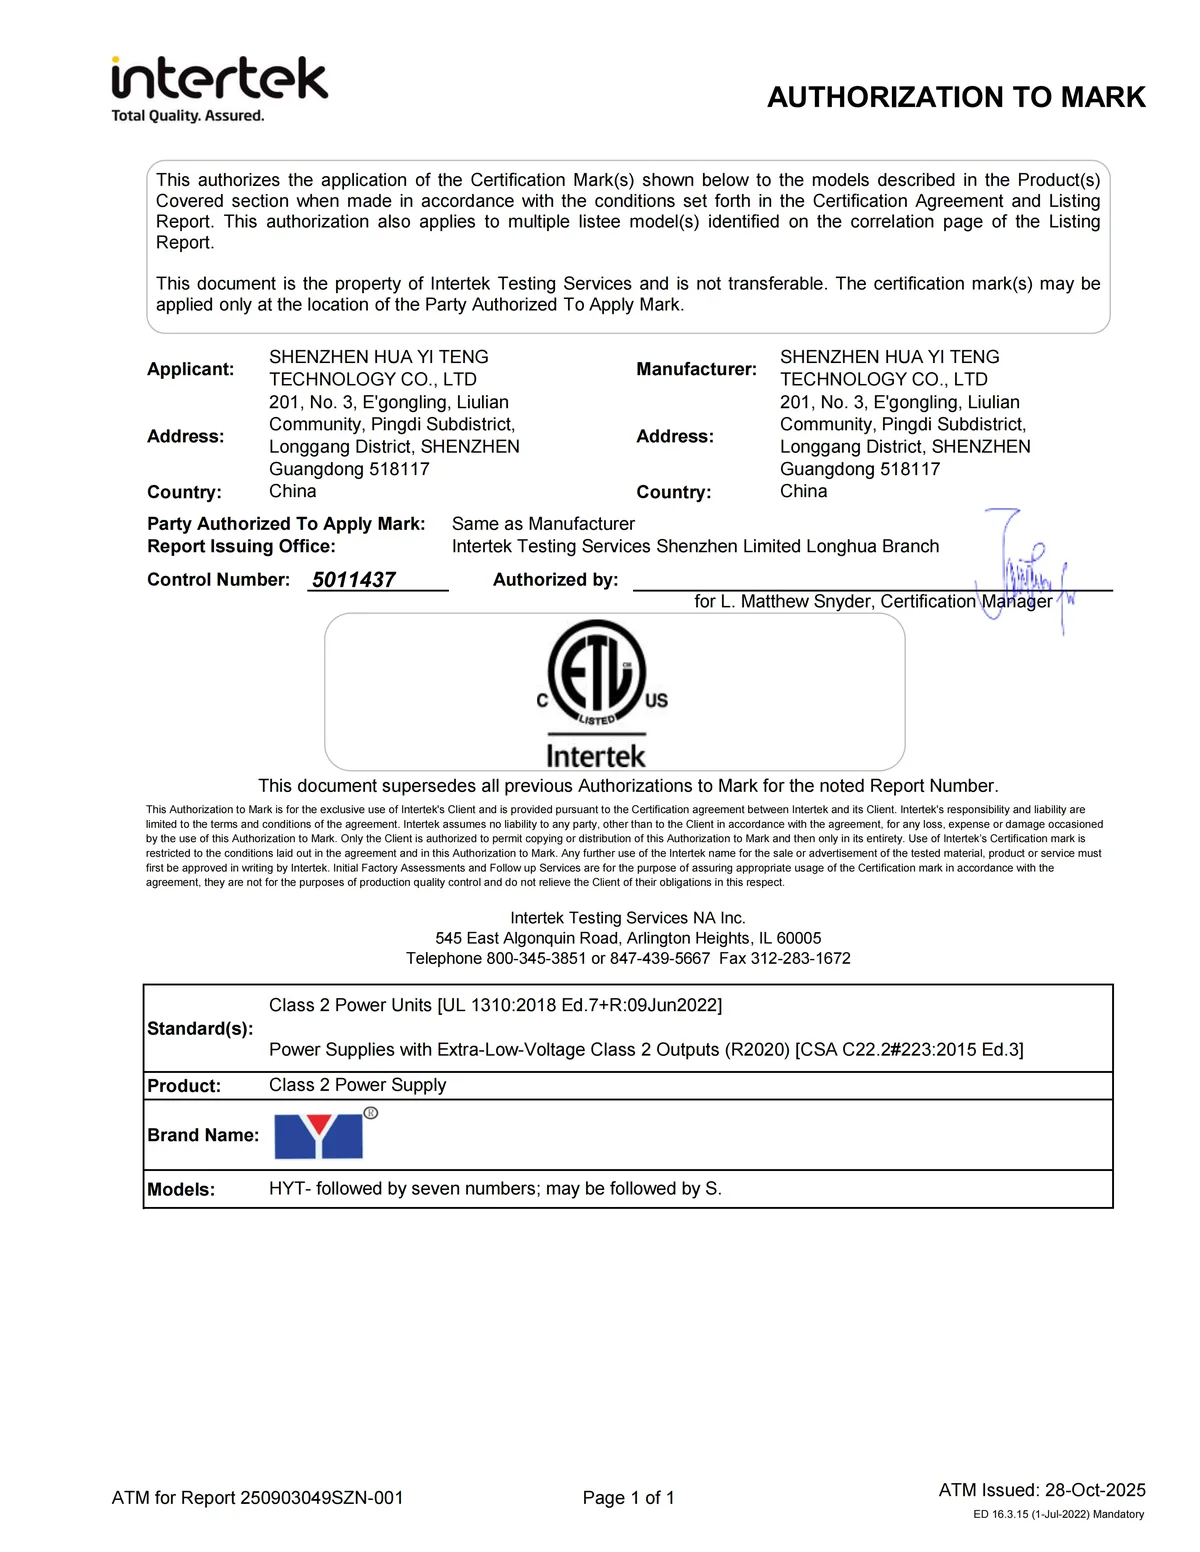 intertek
Total Quality. Assured.
AUTHORIZATION TO MARK
This authorizes the application of the Certification Mark(s) shown below to the models described in the Product(s)
Covered section when made in accordance with the conditions set forth in the Certification Agreement and Listing
Report. This authorization also applies to multiple listee model(s) identified on the correlation page of the Listing
Report.
This document is the property of Intertek Testing Services and is not transferable. The certification mark(s) may be
applied only at the location of the Party Authorized To Apply Mark.
Applicant: SHENZHEN HUA YI TENG
TECHNOLOGY CO., LTD
Address: 201, No. 3, E'gongling, Liulian
Community, Pingdi Subdistrict,
Longgang District, SHENZHEN
Guangdong 518117
Country: China
Manufacturer: SHENZHEN HUA YI TENG
TECHNOLOGY CO., LTD
Address: 201, No. 3, E'gongling, Liulian
Community, Pingdi Subdistrict,
Longgang District, SHENZHEN
Guangdong 518117
Country: China
Party Authorized To Apply Mark: Same as Manufacturer
Report Issuing Office: Intertek Testing Services Shenzhen Limited Longhua Branch
Control Number: 5011437 Authorized by:
for L. Matthew Snyder, Certification Manager
ETL CM
C US
LISTED
Intertek
This document supersedes all previous Authorizations to Mark for the noted Report Number.
This Authorization to Mark is for the exclusive use of Intertek's Client and is provided pursuant to the Certification agreement between Intertek and its Client. Intertek's responsibility and liability are
limited to the terms and conditions of the agreement. Intertek assumes no liability to any party, other than to the Client in accordance with the agreement, for any loss, expense or damage occasioned
by the use of this Authorization to Mark. Only the Client is authorized to permit copying or distribution of this Authorization to Mark and then only in its entirety. Use of Intertek's Certification mark is
restricted to the conditions laid out in the agreement and in this Authorization to Mark. Any further use of the Intertek name for the sale or advertisement of the tested material, product or service must
first be approved in writing by Intertek. Initial Factory Assessments and Follow up Services are for the purpose of assuring appropriate usage of the Certification mark in accordance with the
agreement, they are not for the purposes of production quality control and do not relieve the Client of their obligations in this respect.
Intertek Testing Services NA Inc.
545 East Algonquin Road, Arlington Heights, IL 60005
Telephone 800-345-3851 or 847-439-5667 Fax 312-283-1672
Standard(s): Class 2 Power Units [UL 1310:2018 Ed.7+R:09Jun2022]
Power Supplies with Extra-Low-Voltage Class 2 Outputs (R2020) [CSA C22.2#223:2015 Ed.3]
Product: Class 2 Power Supply
Brand Name: Y ®
Models: HYT- followed by seven numbers; may be followed by S.
ATM for Report 250903049SZN-001
Page 1 of 1
ATM Issued: 28-Oct-2025
ED 16.3.15 (1-Jul-2022) Mandatory